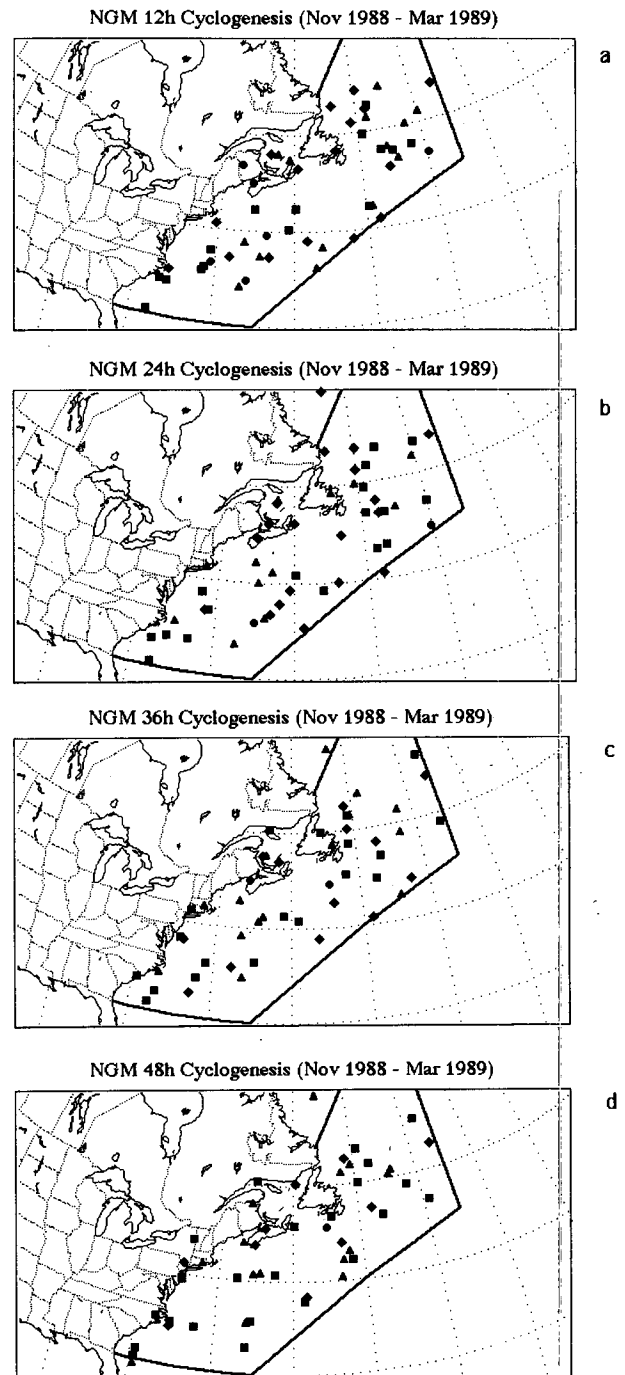 NGM 12h Cyclogenesis (Nov 1988 - Mar 1989)
a
NGM 24h Cyclogenesis (Nov 1988 - Mar 1989)
b
NGM 36h Cyclogenesis (Nov 1988 - Mar 1989)
c
NGM 48h Cyclogenesis (Nov 1988 - Mar 1989)
d